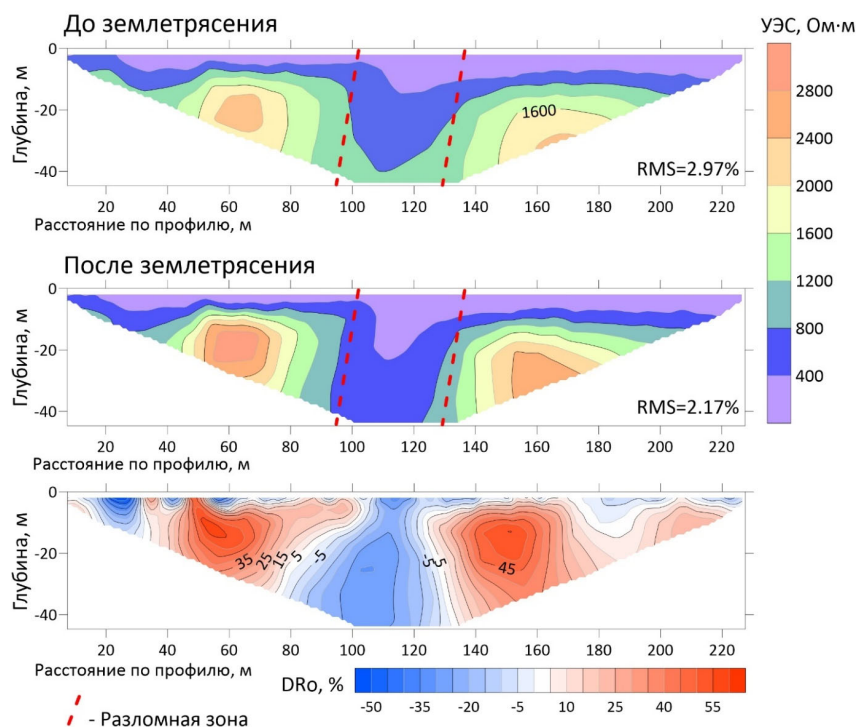 До землетрясения
УЭС, Ом·м
0
-20
-40
Глубина, м
1600
RMS=2.97%
0 20 40 60 80 100 120 140 160 180 200 220
Расстояние по профилю, м
2800
2400
2000
1600
1200
800
400
После землетрясения
0
-20
-40
Глубина, м
RMS=2.17%
0 20 40 60 80 100 120 140 160 180 200 220
Расстояние по профилю, м
0
-20
-40
Глубина, м
35 25 15 5 -5 -5 5 45
0 20 40 60 80 100 120 140 160 180 200 220
Расстояние по профилю, м
DRo, %
-50 -35 -20 -5 10 25 40 55
- Разломная зона